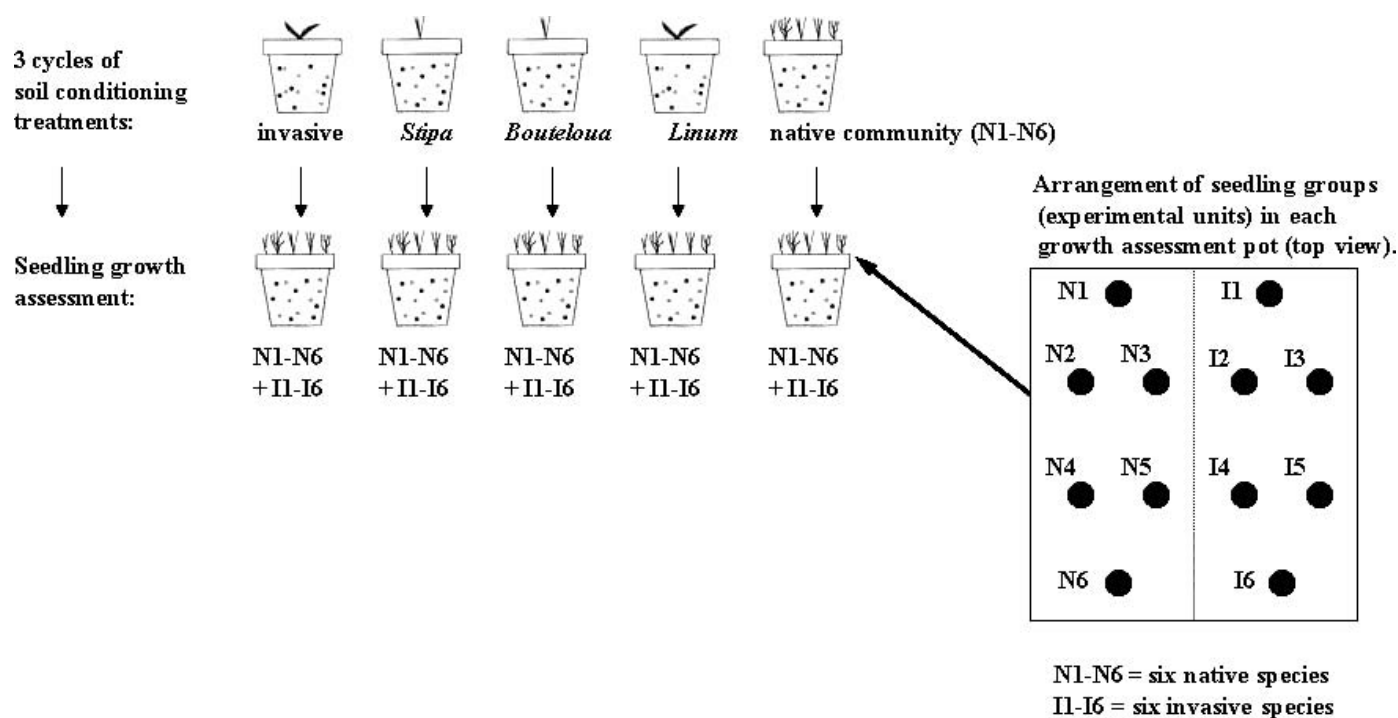 3 cycles of
soil conditioning
treatments:
invasive
Stipa
Bouteloua
Linum
native community (N1-N6)
Seedling growth
assessment:
N1-N6
+ I1-I6
N1-N6
+ I1-I6
N1-N6
+ I1-I6
N1-N6
+ I1-I6
N1-N6
+ I1-I6
Arrangement of seedling groups
(experimental units) in each
growth assessment pot (top view).
N1 I1
N2 N3 I2 I3
N4 N5 I4 I5
N6 I6
N1-N6 = six native species
I1-I6 = six invasive species